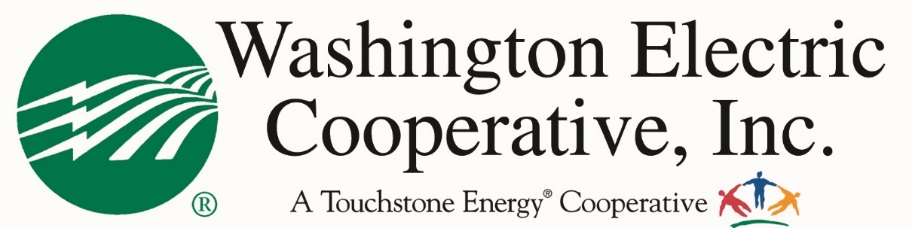 Washington Electric
Cooperative, Inc.
®
A Touchstone Energy® Cooperative